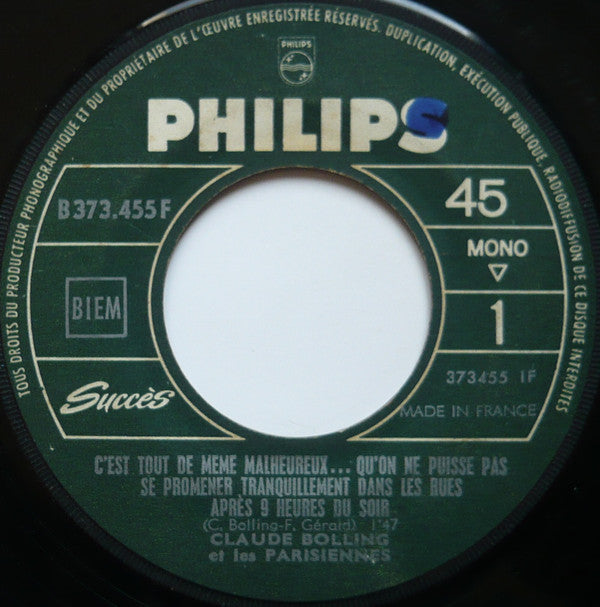 TOUS DROITS DU PRODUCTEUR PHONOGRAPHIQUE ET DU PROPRIÉTAIRE DE L'ŒUVRE ENREGISTRÉE RÉSERVÉS. DUPLICATION, EXÉCUTION PUBLIQUE, RADIODIFFUSION DE CE DISQUE INTERDITES
PHILIPS
PHILIPS
B 373.455 F
45
MONO
BIEM
1
373455 1F
Succès
MADE IN FRANCE
C'EST TOUT DE MEME MALHEUREUX... QU'ON NE PUISSE PAS
SE PROMENER TRANQUILLEMENT DANS LES RUES
APRÈS 9 HEURES DU SOIR
(C. Bolling-F. Gérald) - 1'47
CLAUDE BOLLING
et les PARISIENNES